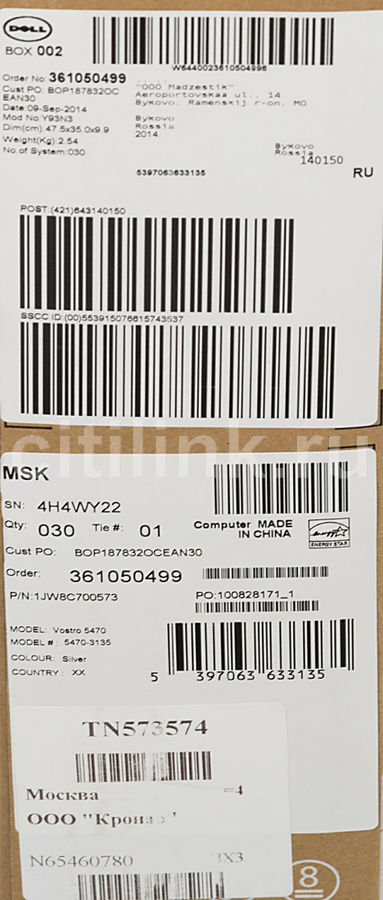 DELL
BOX 002
W6440023610504996
Order No: 361050499
Cust PO: BOP187832OC
EAN30
Date: 09-Sep-2014
Mod No: Y93N3
Dim(cm): 47.5x35.0x9.9
Weight(Kg): 2.54
No of System: 030
"OOO Madzestik"
Aeroportovskaa ul., 14
Bykovo, Ramenskij r-on, MO
Bykovo
Rossia
2014
Bykovo
Rossia
140150
5397063633135
RU
POST: (421)643140150
SSCC ID: (00)553915076615743537
citilink.ru
MSK
SN: 4H4WY22
Qty: 030 Tie #: 01
Computer MADE
IN CHINA
ENERGY STAR
Cust PO: BOP187832OCEAN30
Order: 361050499
P/N:1JW8C700573
PO:100828171_1
MODEL: Vostro 5470
MODEL # : 5470-3135
COLOUR: Silver
COUNTRY : XX
5 397063 633135
TN573574
Москва =4
ООО "Кронар"
N65460780
8